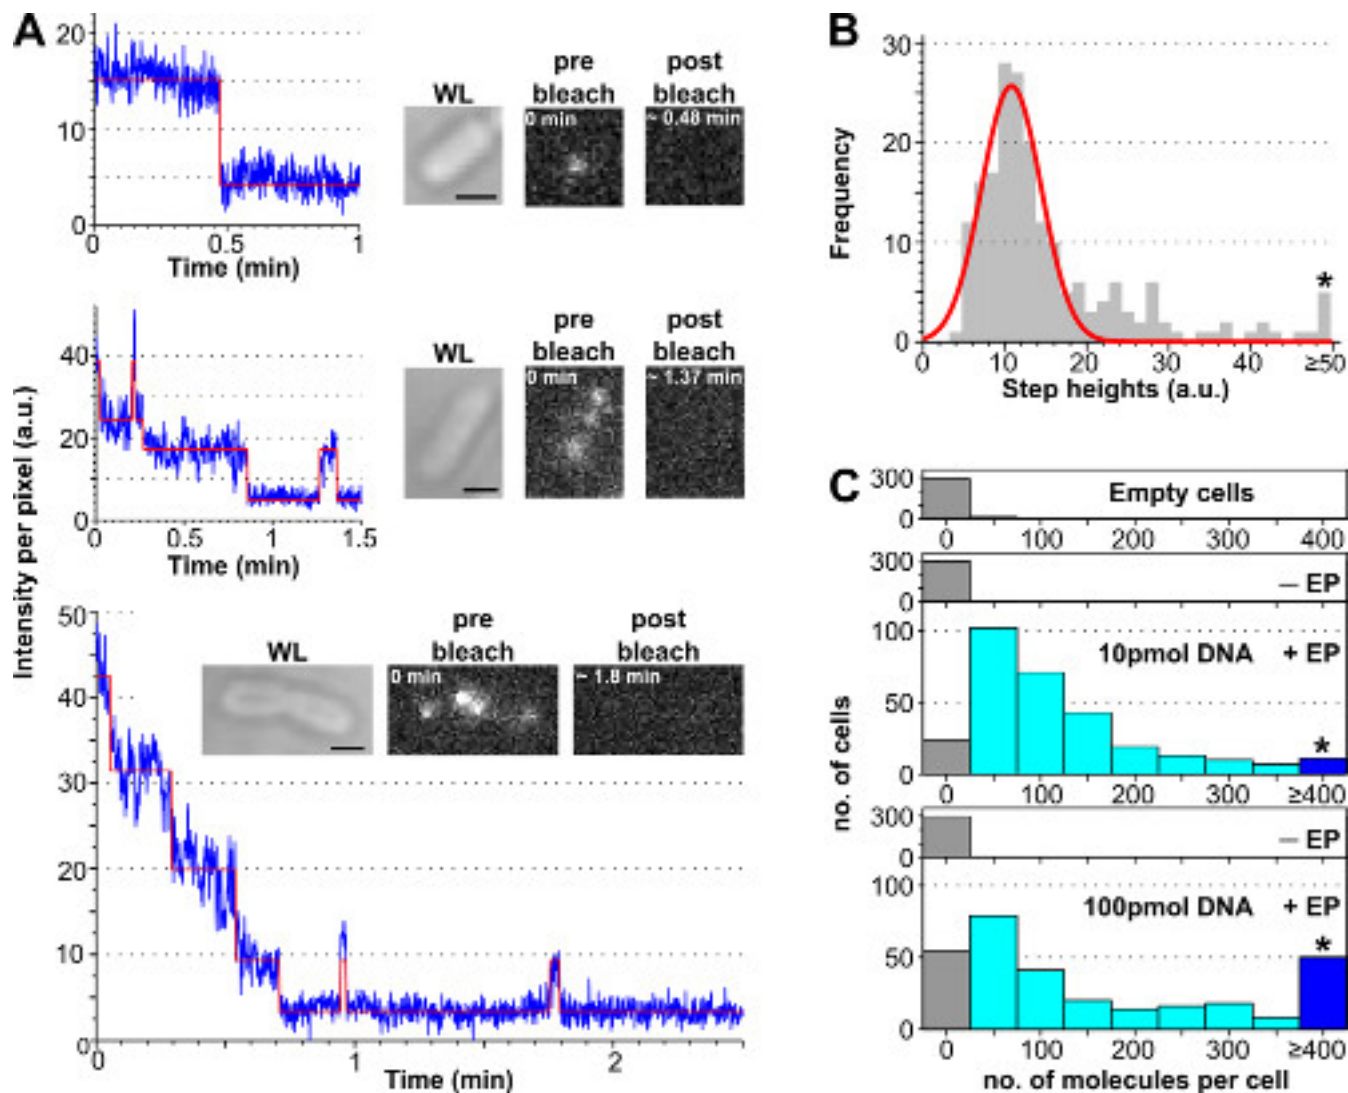 A
Intensity per pixel (a.u.)
20
10
0
0 0.5 1
Time (min)
WL
pre
bleach
0 min
post
bleach
~ 0.48 min
40
20
0
0 0.5 1 1.5
Time (min)
WL
pre
bleach
0 min
post
bleach
~ 1.37 min
50
40
30
20
10
0
0 1 2
Time (min)
WL
pre
bleach
0 min
post
bleach
~ 1.8 min
B
Frequency
30
20
10
0
0 10 20 30 40 ≥50
*
Step heights (a.u.)
C
no. of cells
300
0
Empty cells
0 100 200 300 400
300
0
— EP
100
50
0
10pmol DNA + EP
*
0 100 200 300 ≥400
300
0
— EP
100
50
0
100pmol DNA + EP
*
0 100 200 300 ≥400
no. of molecules per cell